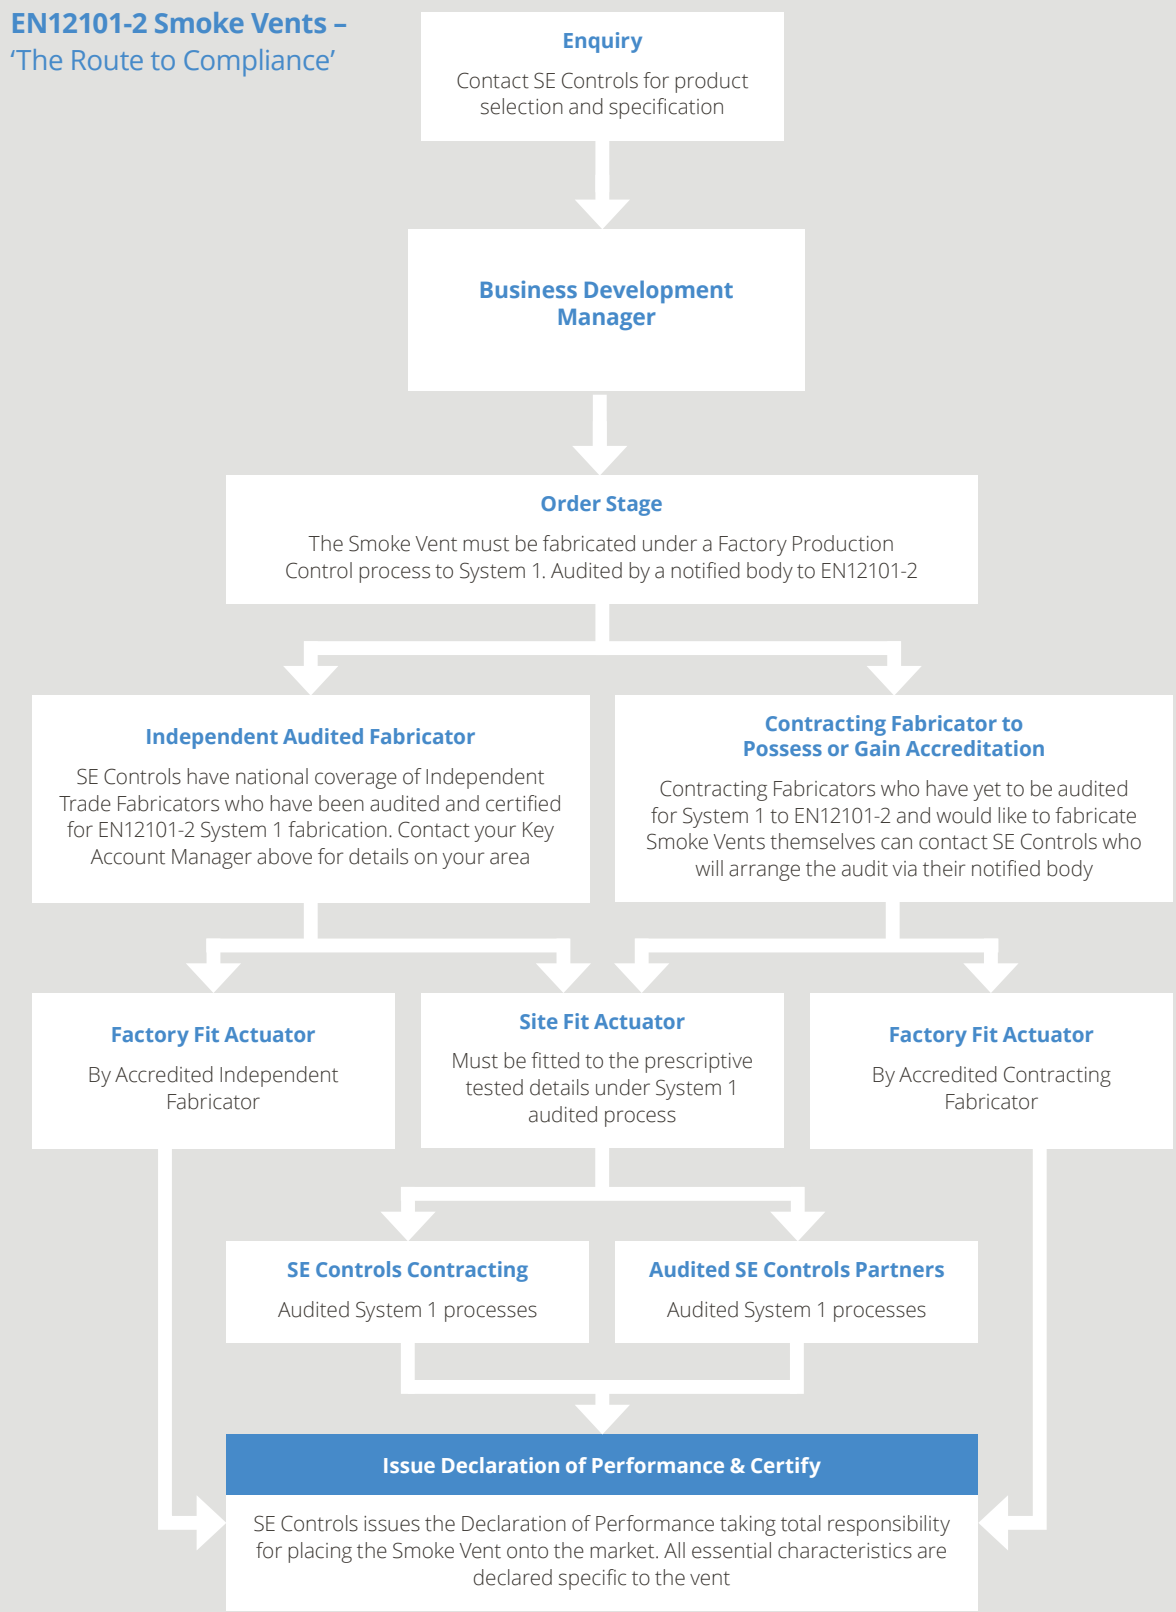 EN12101-2 Smoke Vents –
‘The Route to Compliance’
Enquiry
Contact SE Controls for product
selection and specification
Business Development
Manager
Order Stage
The Smoke Vent must be fabricated under a Factory Production
Control process to System 1. Audited by a notified body to EN12101-2
Independent Audited Fabricator
SE Controls have national coverage of Independent
Trade Fabricators who have been audited and certified
for EN12101-2 System 1 fabrication. Contact your Key
Account Manager above for details on your area
Contracting Fabricator to
Possess or Gain Accreditation
Contracting Fabricators who have yet to be audited
for System 1 to EN12101-2 and would like to fabricate
Smoke Vents themselves can contact SE Controls who
will arrange the audit via their notified body
Factory Fit Actuator
By Accredited Independent
Fabricator
Site Fit Actuator
Must be fitted to the prescriptive
tested details under System 1
audited process
Factory Fit Actuator
By Accredited Contracting
Fabricator
SE Controls Contracting
Audited System 1 processes
Audited SE Controls Partners
Audited System 1 processes
Issue Declaration of Performance & Certify
SE Controls issues the Declaration of Performance taking total responsibility
for placing the Smoke Vent onto the market. All essential characteristics are
declared specific to the vent